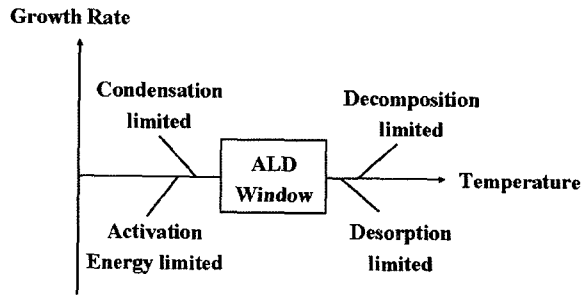 Growth Rate
Condensation
limited
Decomposition
limited
ALD
Window
Temperature
Activation
Energy limited
Desorption
limited